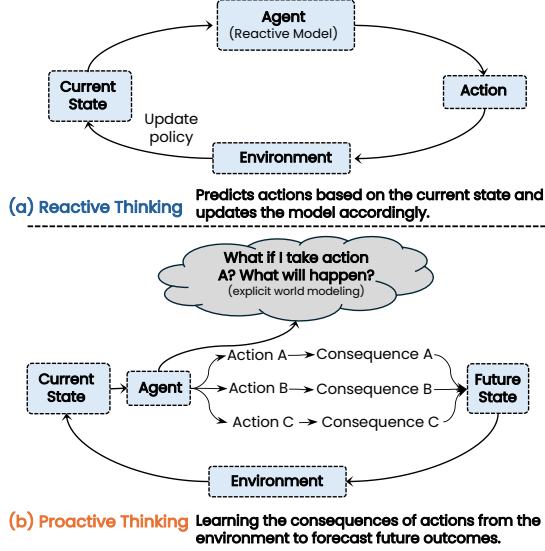 Agent
(Reactive Model)
Current
State
Action
Update
policy
Environment
(a) Reactive Thinking
Predicts actions based on the current state and
updates the model accordingly.
What if I take action
A? What will happen?
(explicit world modeling)
Action A
Consequence A
Current
State
Agent
Action B
Consequence B
Future
State
Action C
Consequence C
Environment
(b) Proactive Thinking
Learning the consequences of actions from the
environment to forecast future outcomes.